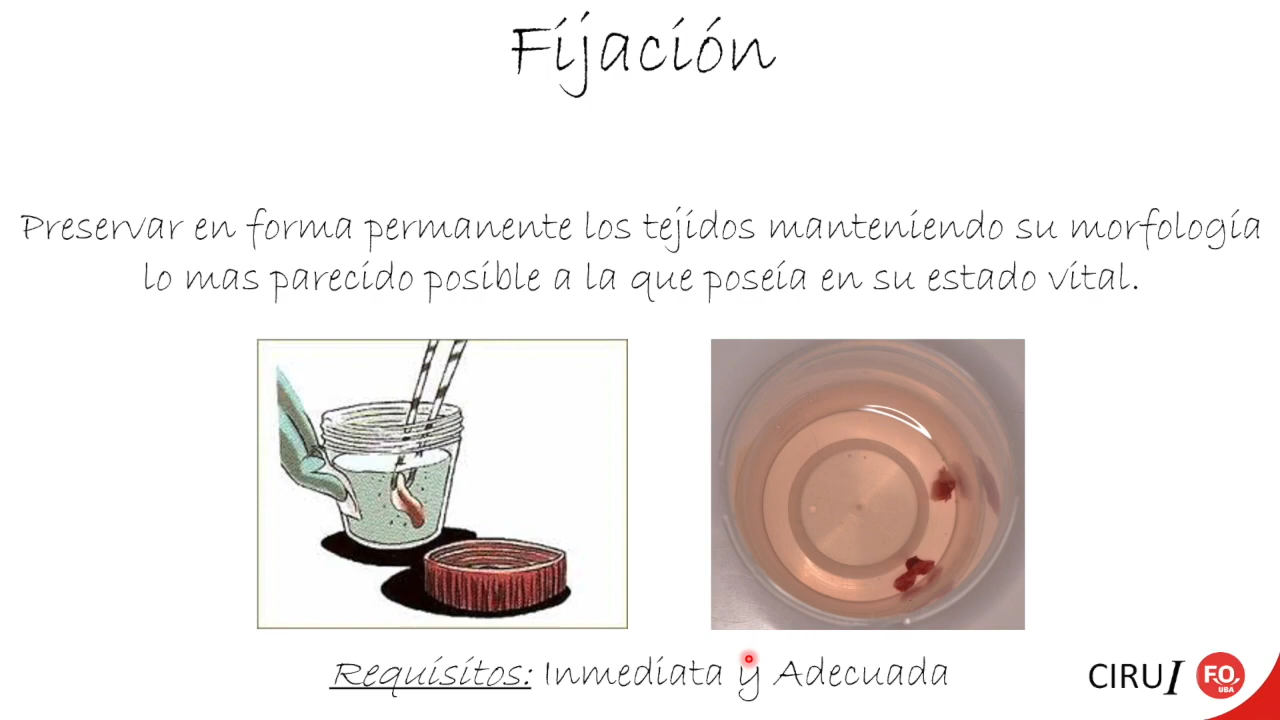 Fijación
Preservar en forma permanente los tejidos manteniendo su morfología
lo mas parecido posible a la que poseía en su estado vital.
Requisitos: Inmediata y Adecuada
CIRUI
F.O.
UBA